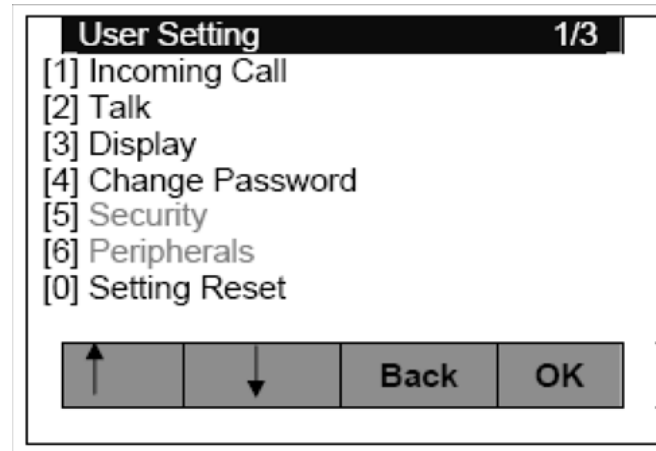 User Setting 1/3
[1] Incoming Call
[2] Talk
[3] Display
[4] Change Password
[5] Security
[6] Peripherals
[0] Setting Reset
↑ ↓ Back OK